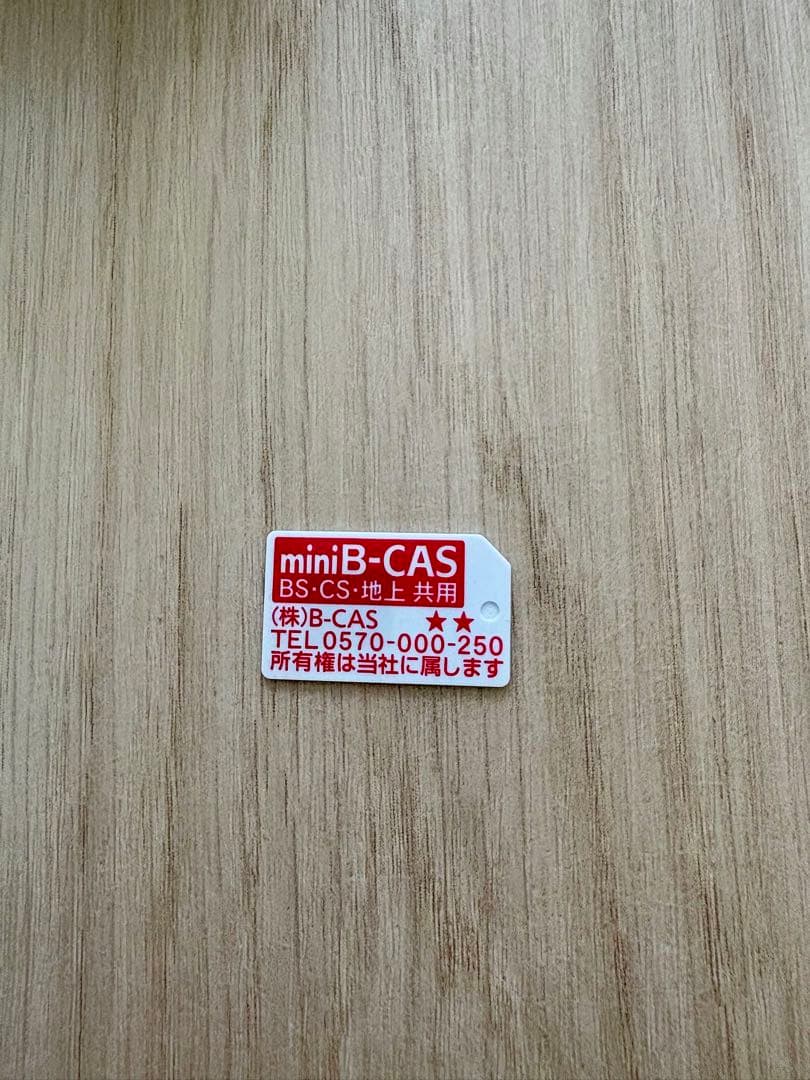 miniB-CAS
BS・CS・地上 共用
(株)B-CAS ★★
TEL 0570-000-250
所有権は当社に属します